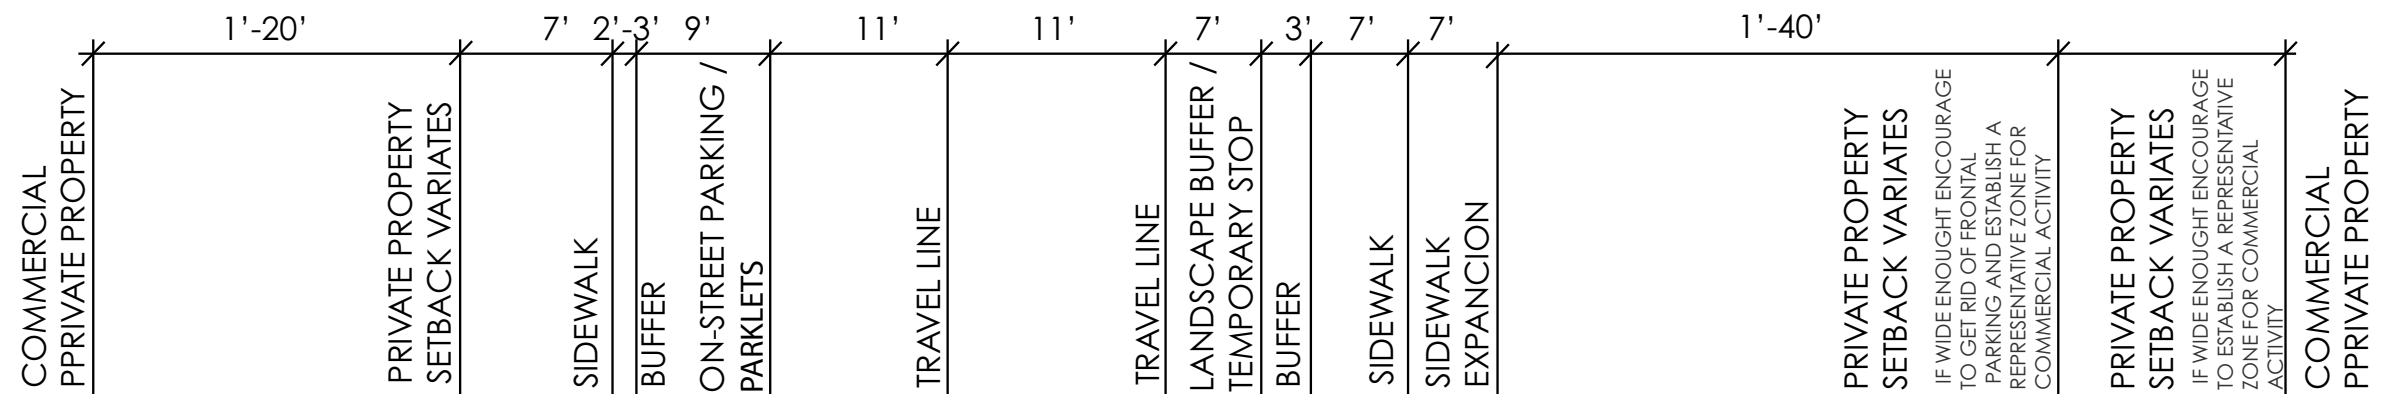 1'-20'
7'
2'-3'
9'
11'
11'
7'
3'
7'
7'
1'-40'
COMMERCIAL
PPRIVATE PROPERTY
PRIVATE PROPERTY
SETBACK VARIATES
SIDEWALK
BUFFER
ON-STREET PARKING /
PARKLETS
TRAVEL LINE
TRAVEL LINE
LANDSCAPE BUFFER /
TEMPORARY STOP
BUFFER
SIDEWALK
SIDEWALK
EXPANCION
PRIVATE PROPERTY
SETBACK VARIATES
IF WIDE ENOUGHT ENCOURAGE
TO GET RID OF FRONTAL
PARKING AND ESTABLISH A
REPRESENTATIVE ZONE FOR
COMMERCIAL ACTIVITY
PRIVATE PROPERTY
SETBACK VARIATES
IF WIDE ENOUGHT ENCOURAGE
TO ESTABLISH A REPRESENTATIVE
ZONE FOR COMMERCIAL
ACTIVITY
COMMERCIAL
PPRIVATE PROPERTY